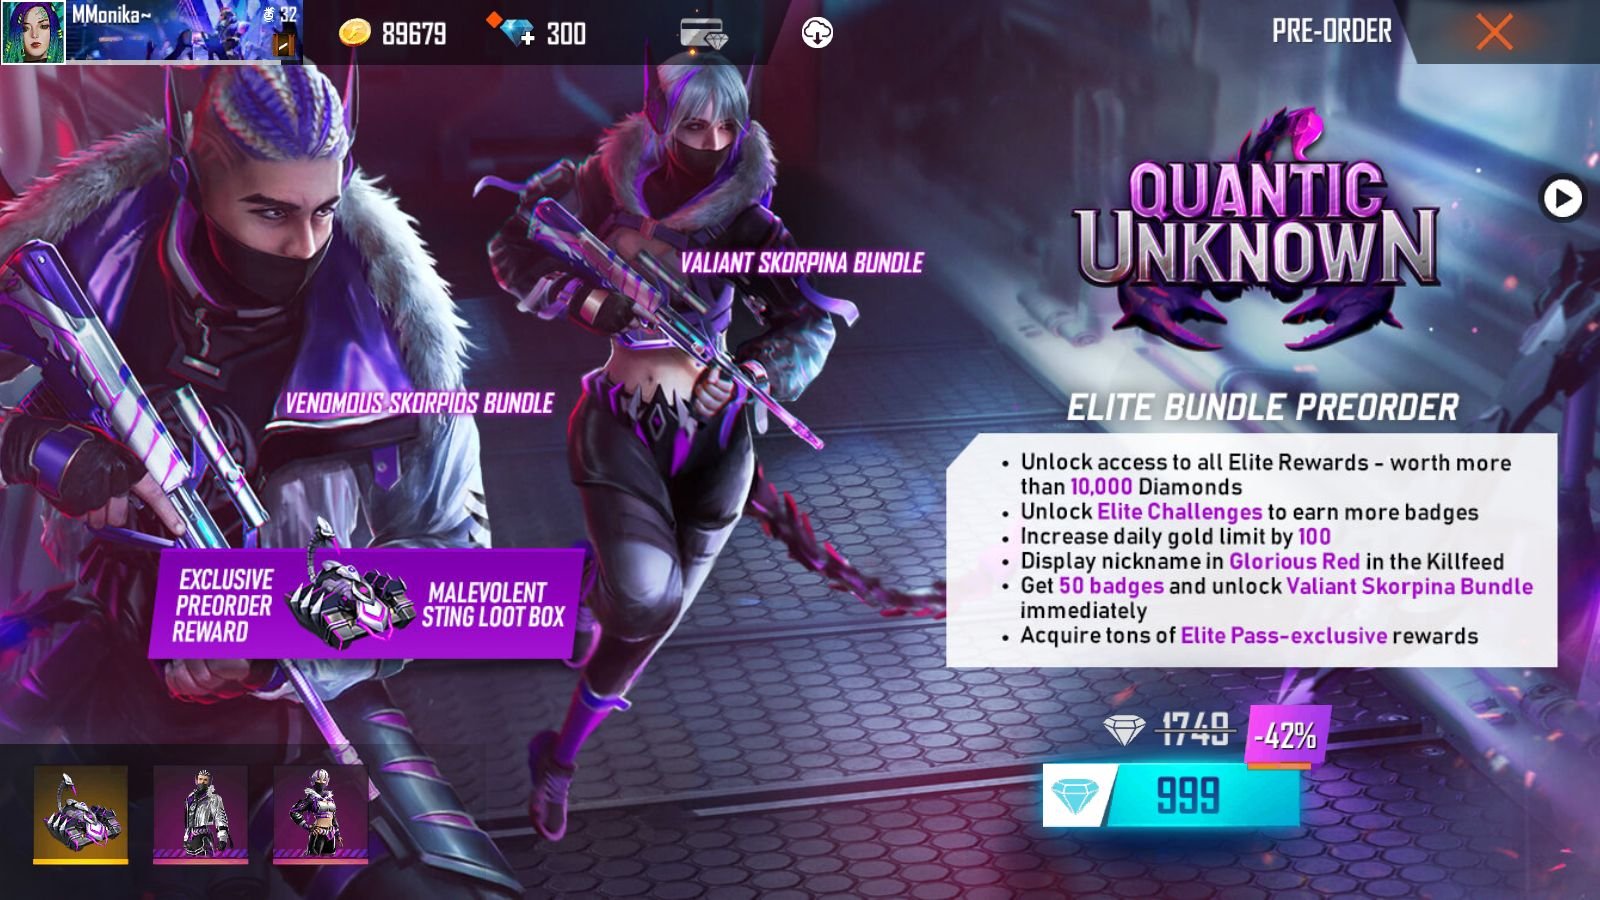 MMonika~
32
89679
300
PRE-ORDER
QUANTIC
UNKNOWN
VALIANT SKORPINA BUNDLE
VENOMOUS SKORPIOS BUNDLE
ELITE BUNDLE PREORDER
• Unlock access to all Elite Rewards - worth more
than 10,000 Diamonds
• Unlock Elite Challenges to earn more badges
• Increase daily gold limit by 100
• Display nickname in Glorious Red in the Killfeed
• Get 50 badges and unlock Valiant Skorpina Bundle
immediately
• Acquire tons of Elite Pass-exclusive rewards
EXCLUSIVE
PREORDER
REWARD
MALEVOLENT
STING LOOT BOX
1749
-42%
999